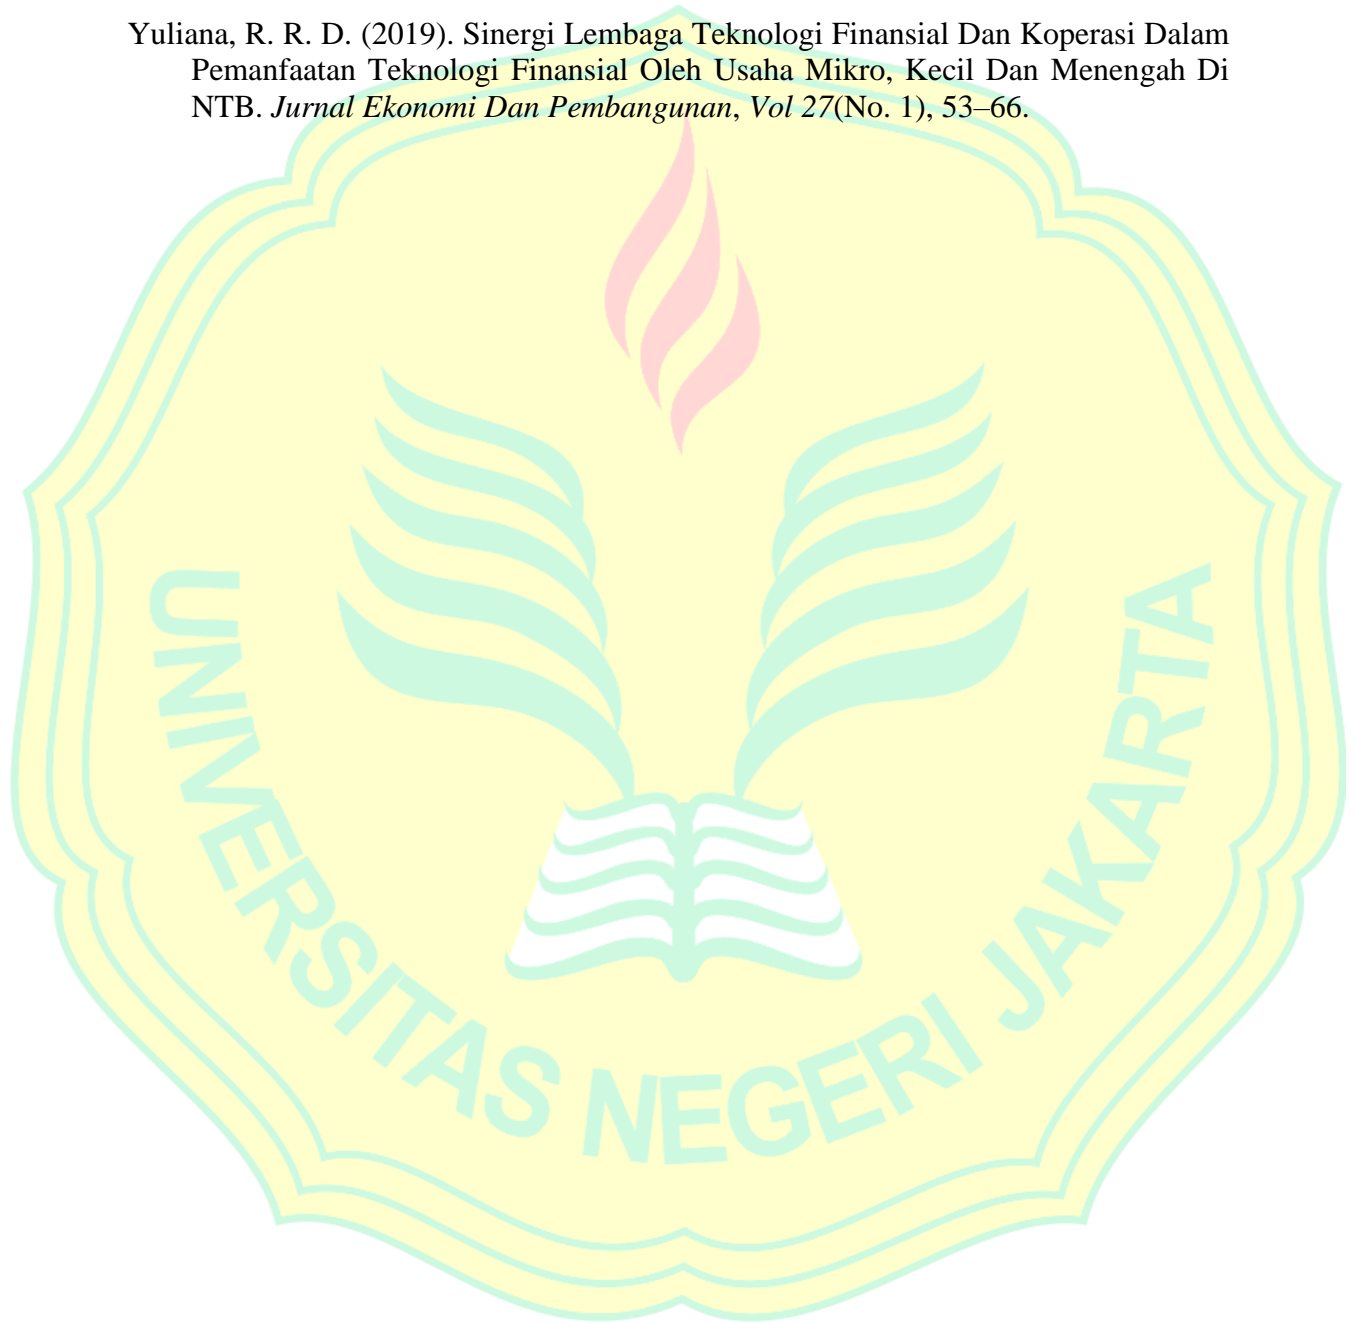 Yuliana, R. R. D. (2019). Sinergi Lembaga Teknologi Finansial Dan Koperasi Dalam
Pemanfaatan Teknologi Finansial Oleh Usaha Mikro, Kecil Dan Menengah Di
NTB. Jurnal Ekonomi Dan Pembangunan, Vol 27(No. 1), 53–66.
UNIVERSITAS NEGERI JAKARTA